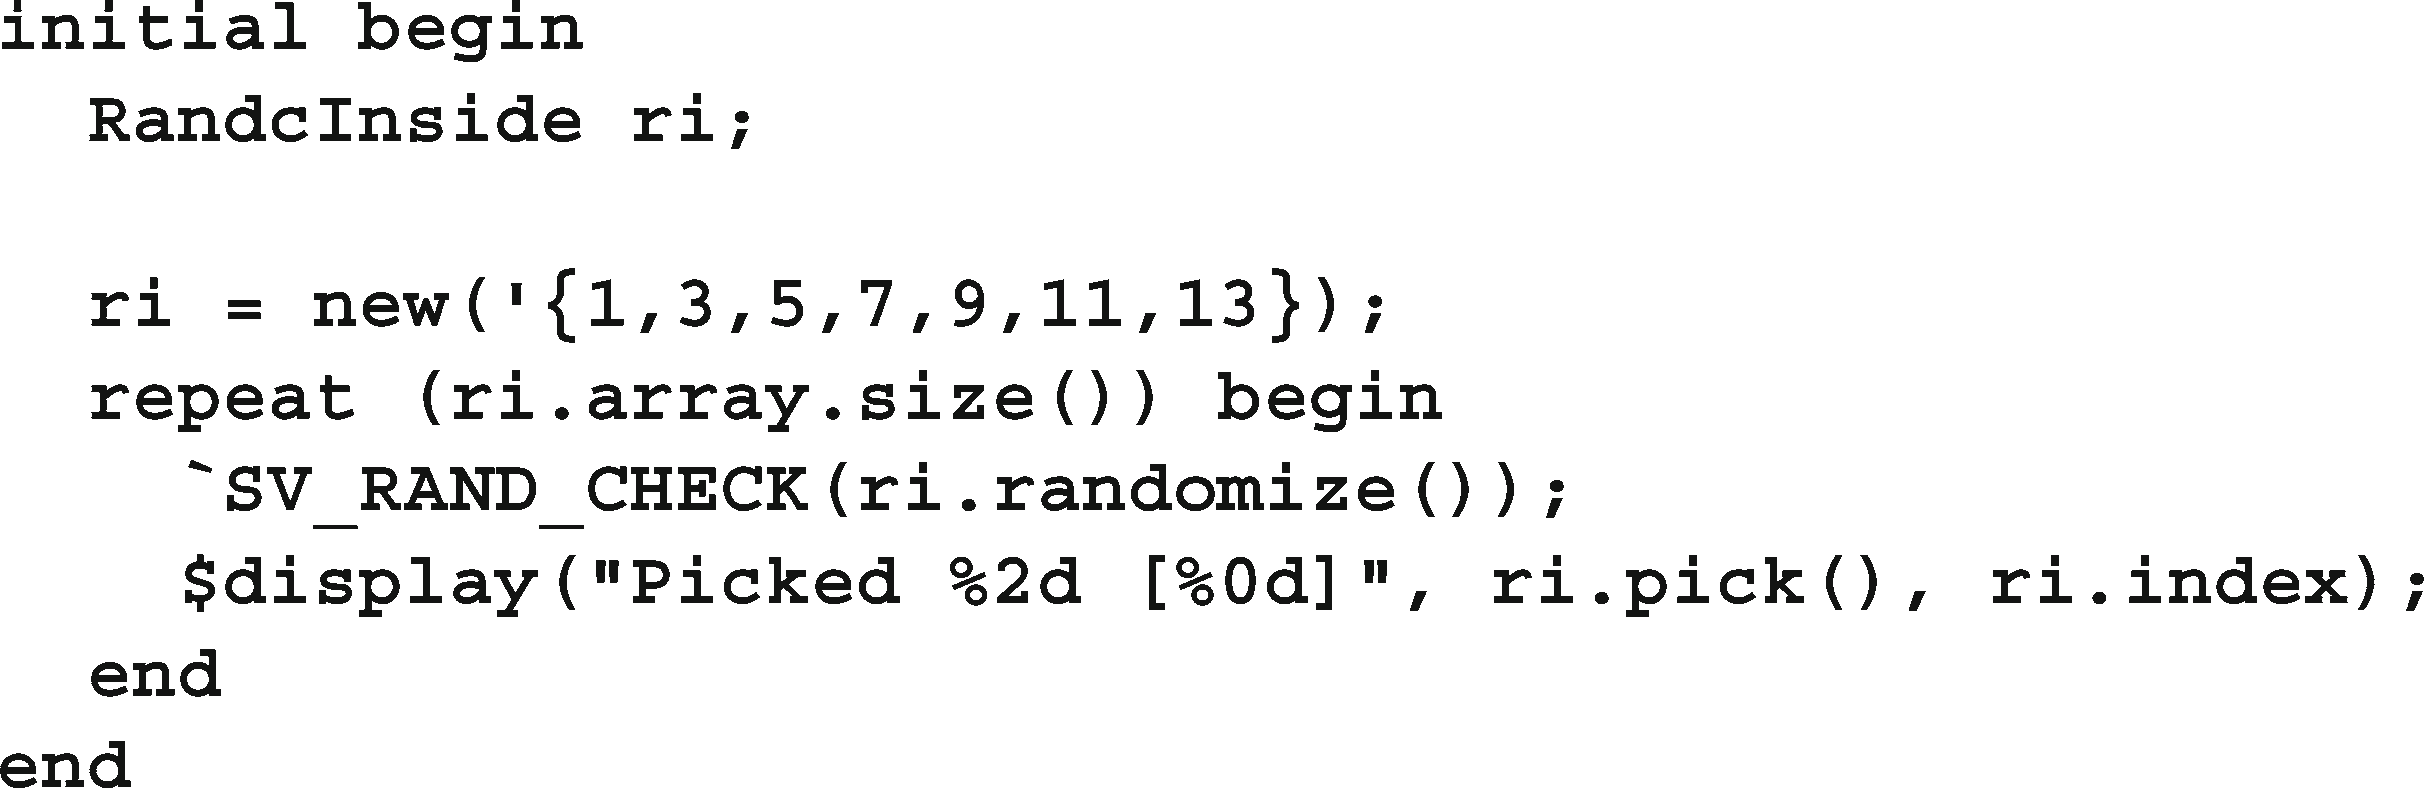 initial begin
  RandcInside ri;

  ri = new('{1,3,5,7,9,11,13});
  repeat (ri.array.size()) begin
    `SV_RAND_CHECK(ri.randomize());
    $display("Picked %2d [%0d]", ri.pick(), ri.index);
  end
end